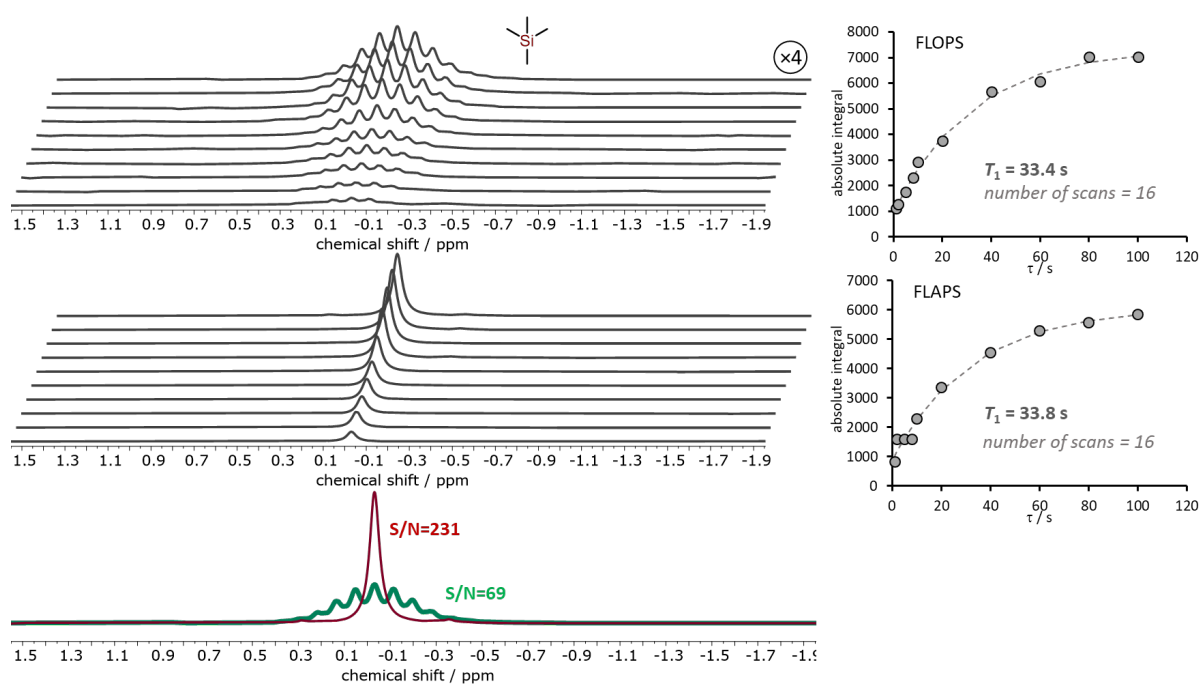 Si
×4
1.5 1.3 1.1 0.9 0.7 0.5 0.3 0.1 -0.1 -0.3 -0.5 -0.7 -0.9 -1.1 -1.3 -1.5 -1.7 -1.9
chemical shift / ppm
1.5 1.3 1.1 0.9 0.7 0.5 0.3 0.1 -0.1 -0.3 -0.5 -0.7 -0.9 -1.1 -1.3 -1.5 -1.7 -1.9
chemical shift / ppm
S/N=231
S/N=69
1.5 1.3 1.1 0.9 0.7 0.5 0.3 0.1 -0.1 -0.3 -0.5 -0.7 -0.9 -1.1 -1.3 -1.5 -1.7 -1.9
chemical shift / ppm
FLOPS
absolute integral
8000
7000
6000
5000
4000
3000
2000
1000
0
T1 = 33.4 s
number of scans = 16
0 20 40 60 80 100 120
τ / s
FLAPS
absolute integral
7000
6000
5000
4000
3000
2000
1000
0
T1 = 33.8 s
number of scans = 16
0 20 40 60 80 100 120
τ / s